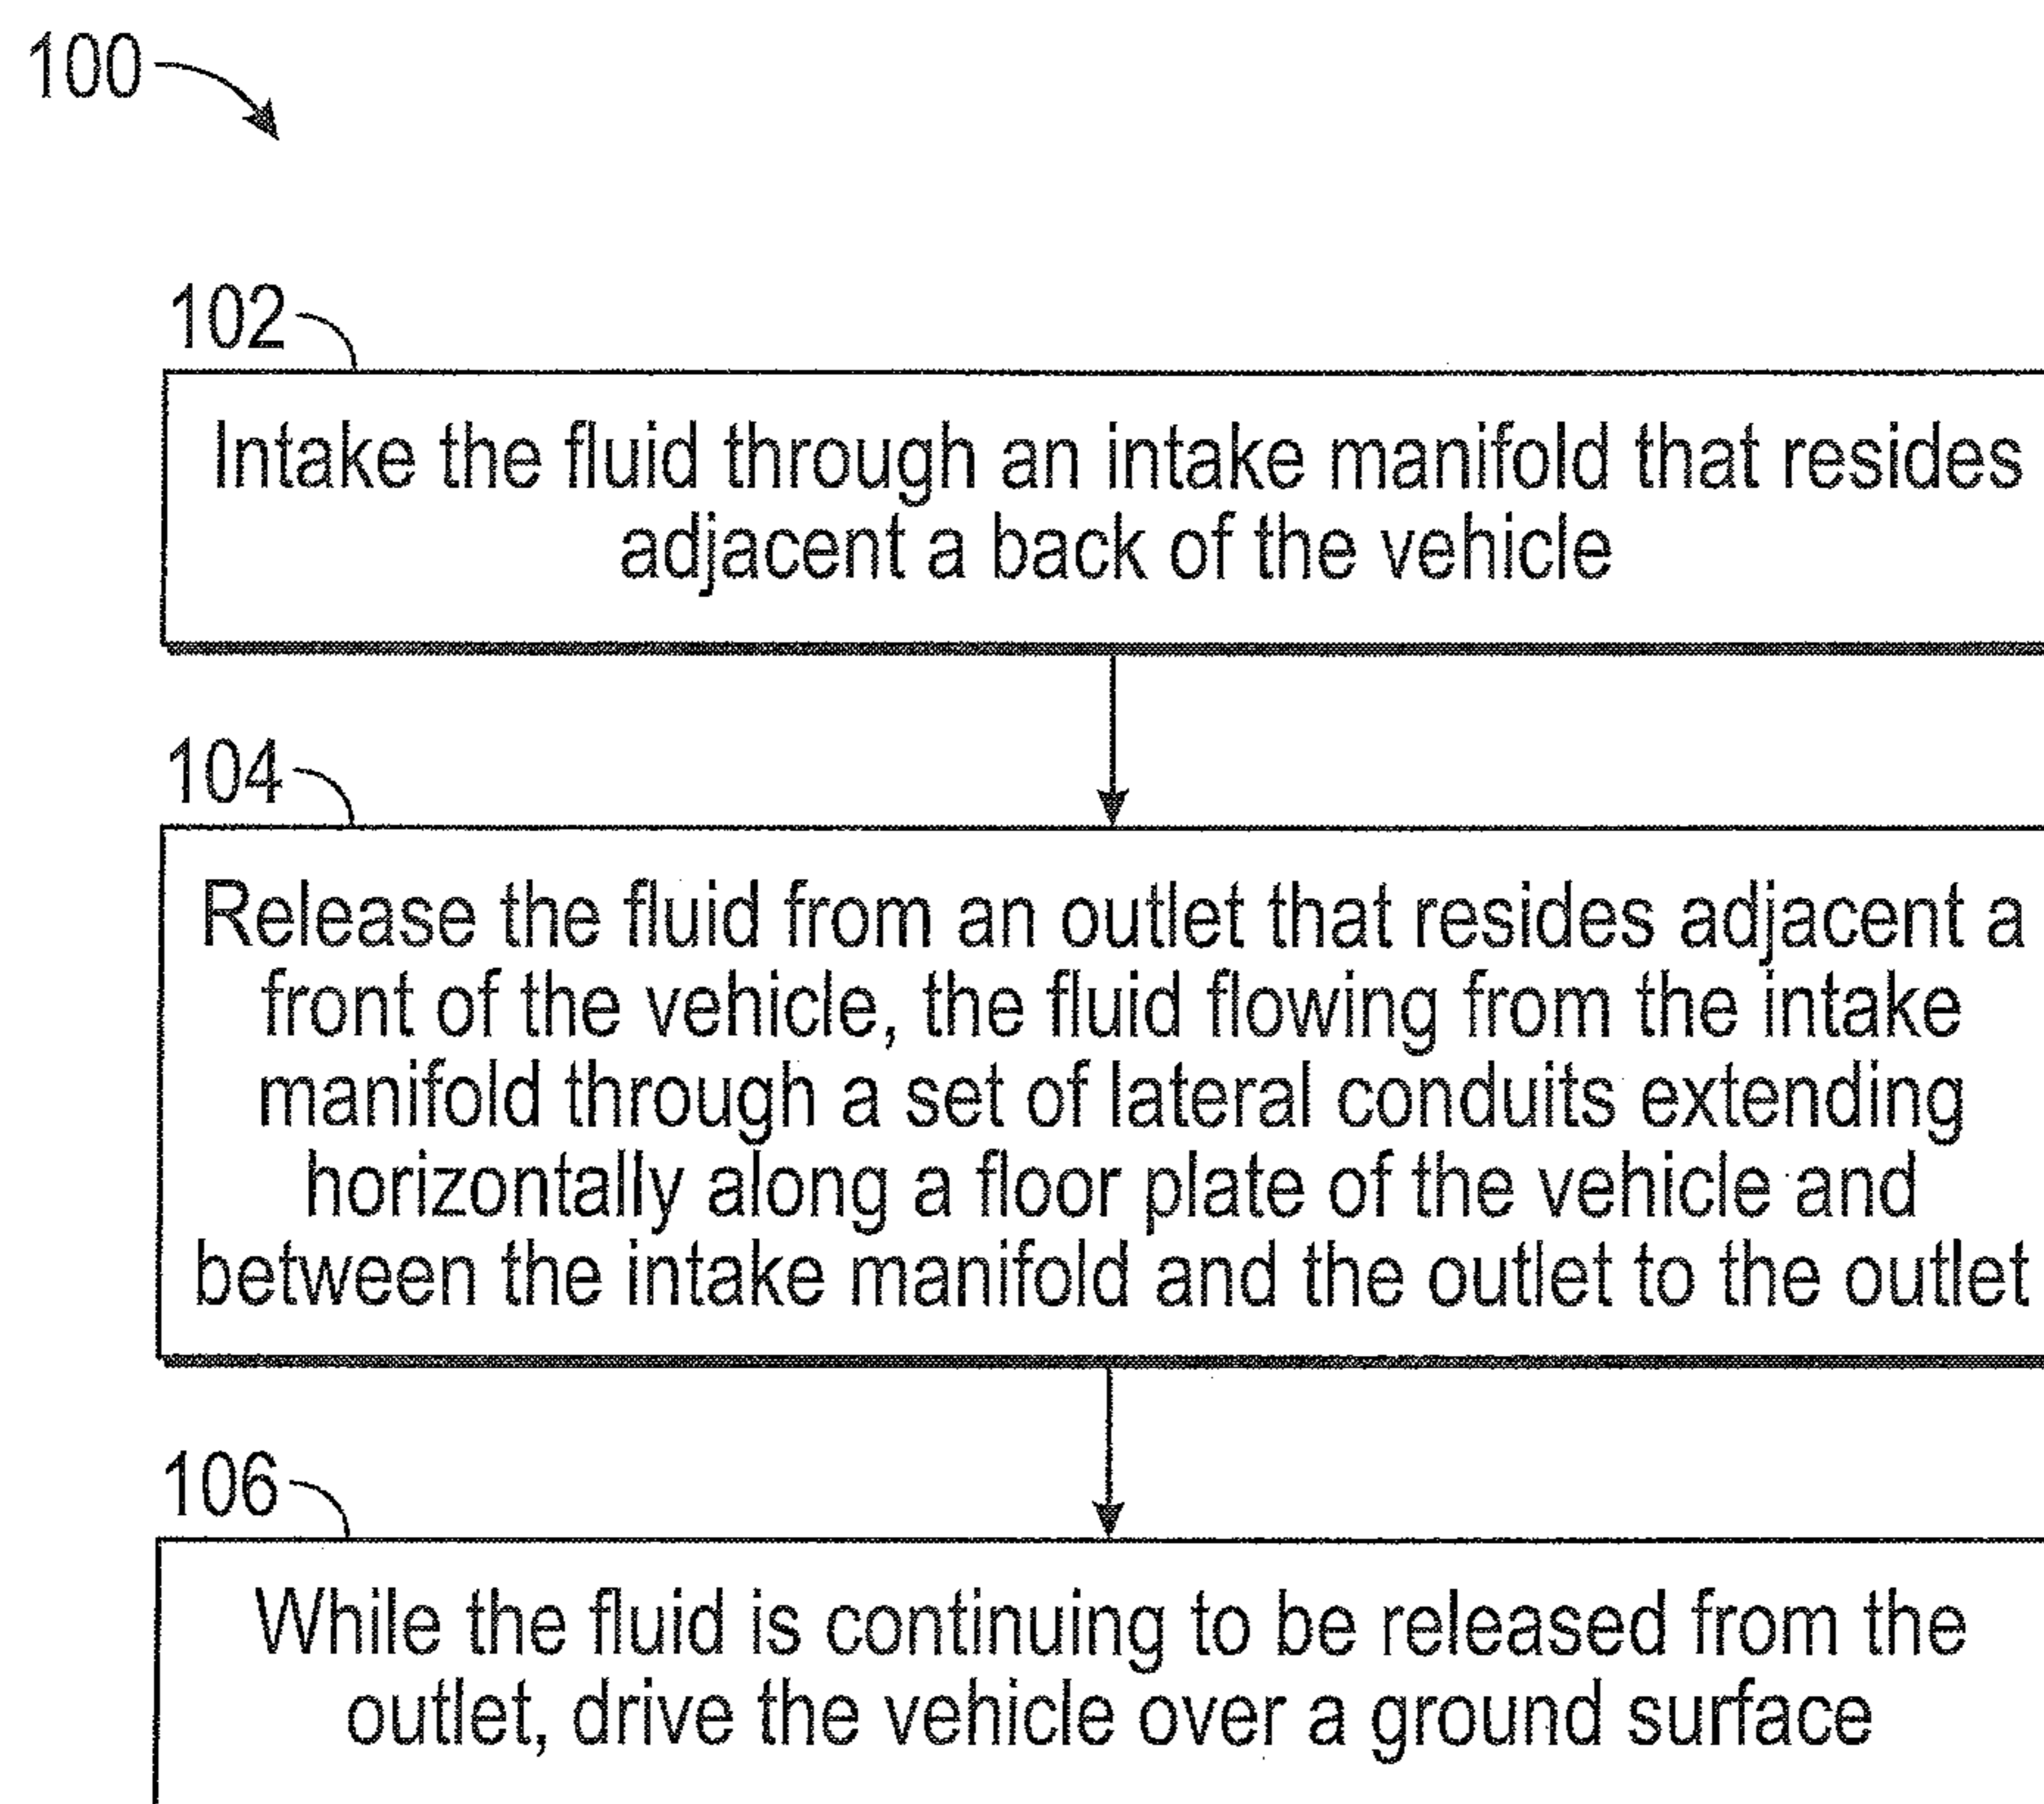 100
102
Intake the fluid through an intake manifold that resides
adjacent a back of the vehicle
104
Release the fluid from an outlet that resides adjacent a
front of the vehicle, the fluid flowing from the intake
manifold through a set of lateral conduits extending
horizontally along a floor plate of the vehicle and
between the intake manifold and the outlet to the outlet
106
While the fluid is continuing to be released from the
outlet, drive the vehicle over a ground surface